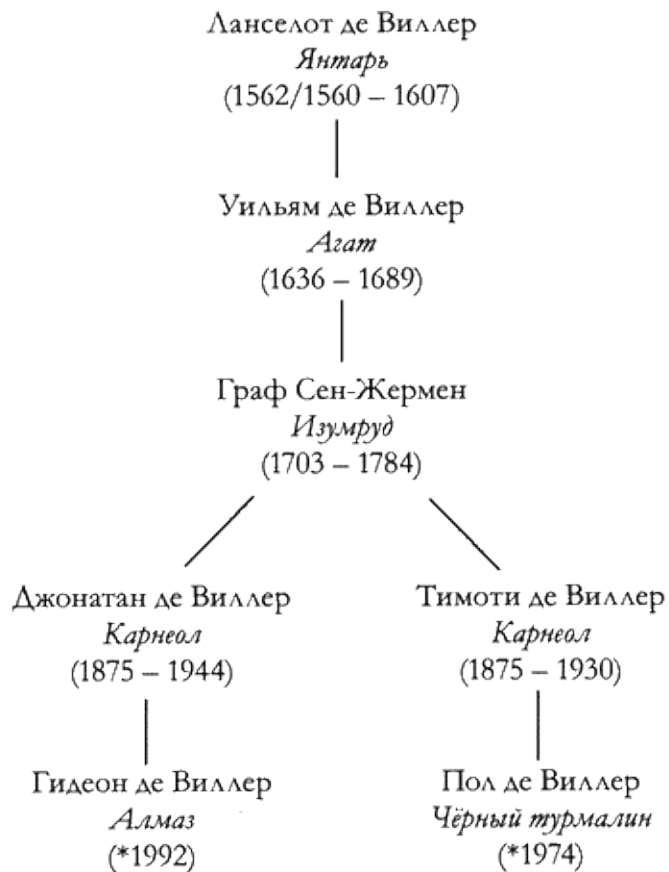 Ланселот де Виллер
Янтарь
(1562/1560 – 1607)
Уильям де Виллер
Агат
(1636 – 1689)
Граф Сен-Жермен
Изумруд
(1703 – 1784)
Джонатан де Виллер
Карнеол
(1875 – 1944)
Тимоти де Виллер
Карнеол
(1875 – 1930)
Гидеон де Виллер
Алмаз
(*1992)
Пол де Виллер
Чёрный турмалин
(*1974)